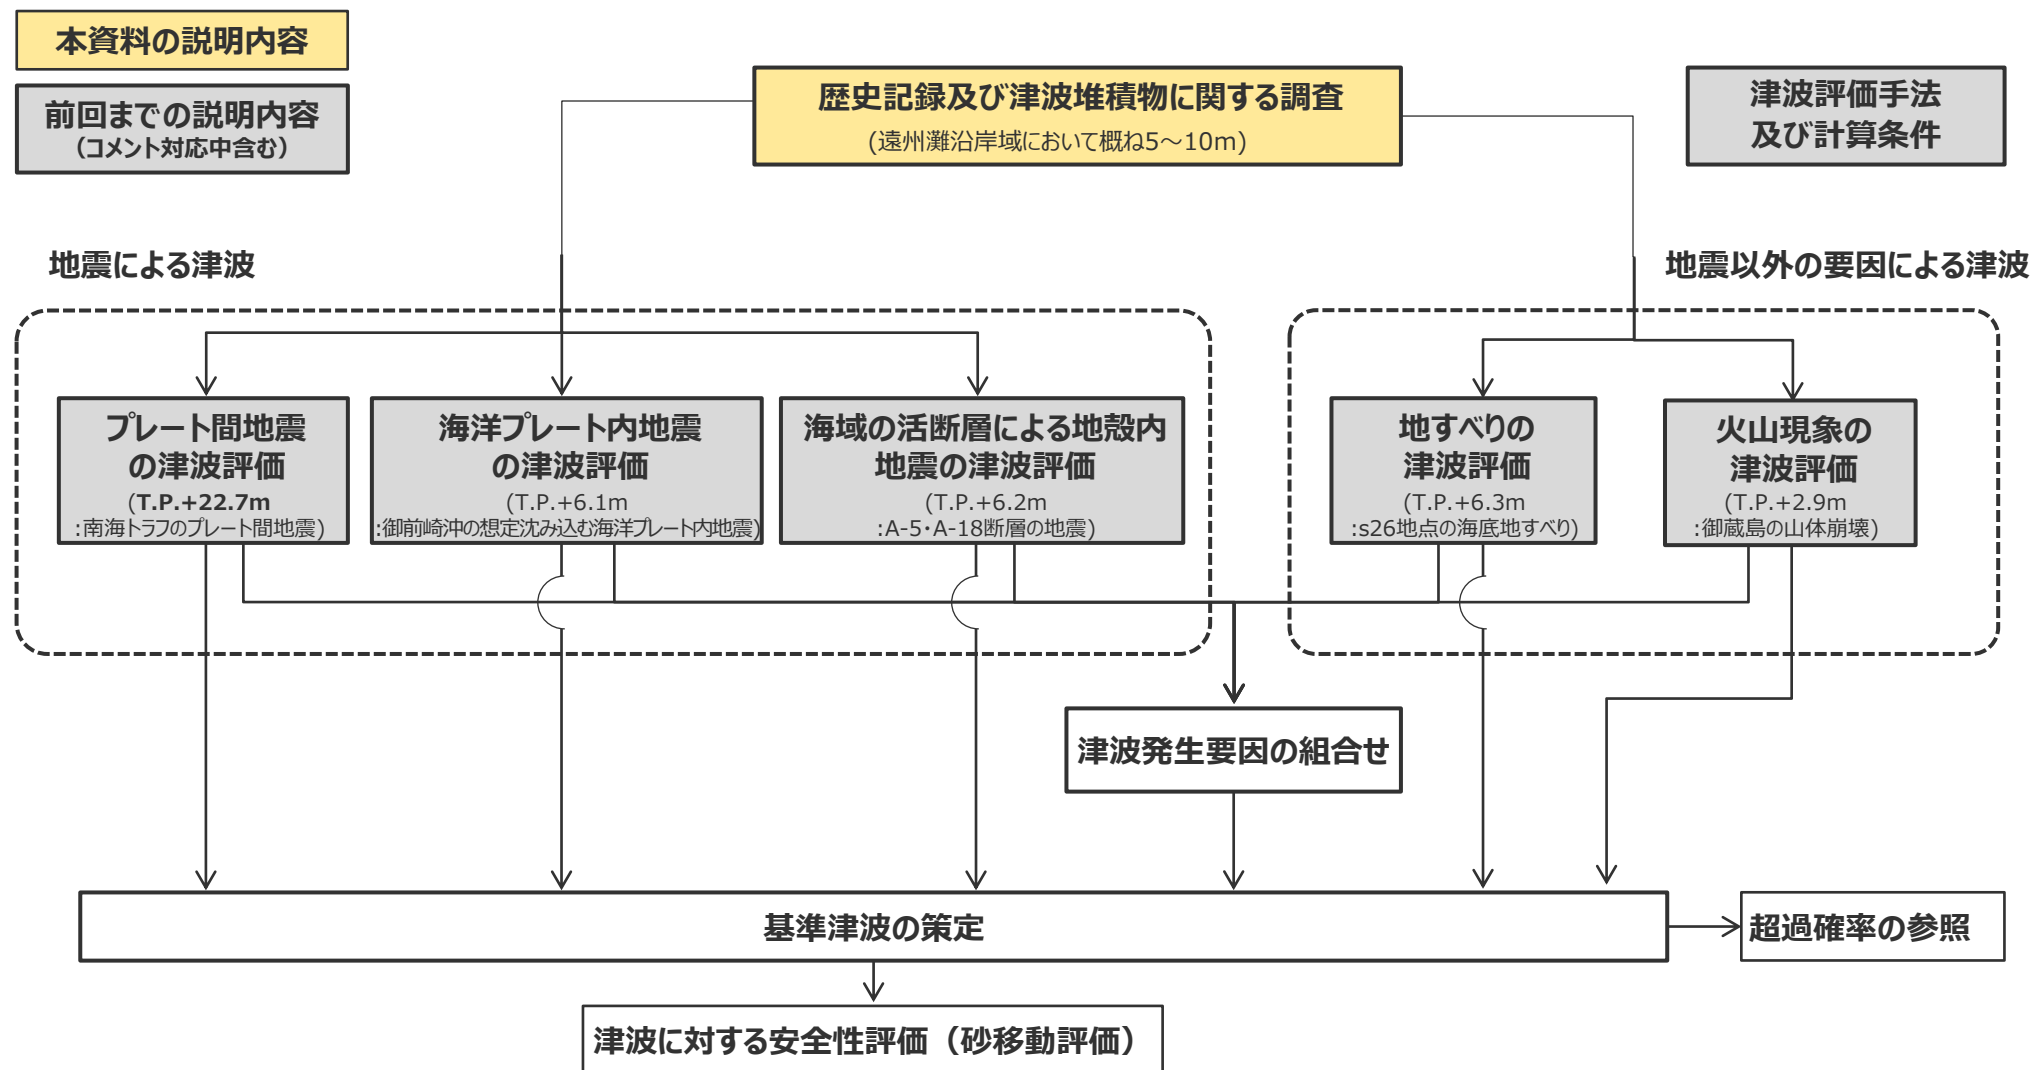 本資料の説明内容
前回までの説明内容
（コメント対応中含む）
歴史記録及び津波堆積物に関する調査
(遠州灘沿岸域において概ね5～10m)
津波評価手法
及び計算条件
地震による津波
地震以外の要因による津波
プレート間地震
の津波評価
(T.P.+22.7m
:南海トラフのプレート間地震)
海洋プレート内地震
の津波評価
(T.P.+6.1m
:御前崎沖の想定沈み込む海洋プレート内地震)
海域の活断層による地殻内
地震の津波評価
(T.P.+6.2m
:A-5・A-18断層の地震)
地すべりの
津波評価
(T.P.+6.3m
:s26地点の海底地すべり)
火山現象の
津波評価
(T.P.+2.9m
:御蔵島の山体崩壊)
津波発生要因の組合せ
基準津波の策定
超過確率の参照
津波に対する安全性評価（砂移動評価）